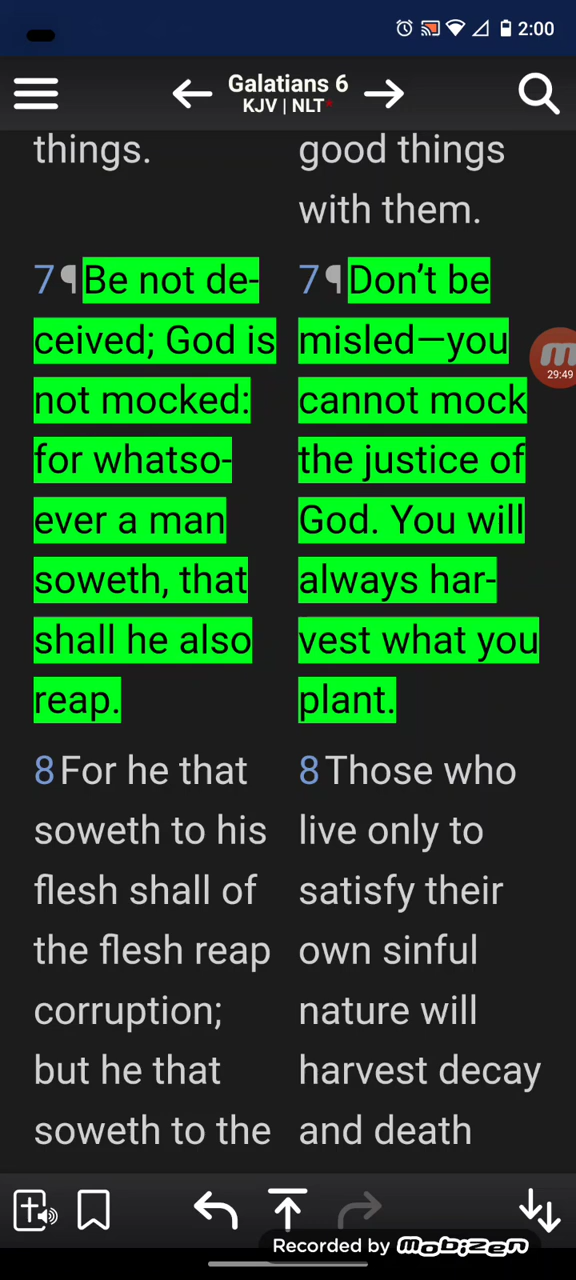 2:00
Galatians 6
KJV | NLT*
things.
7 ¶ Be not de-
ceived; God is
not mocked:
for whatso-
ever a man
soweth, that
shall he also
reap.
8 For he that
soweth to his
flesh shall of
the flesh reap
corruption;
but he that
soweth to the
good things
with them.
7 ¶ Don’t be
misled—you
cannot mock
the justice of
God. You will
always har-
vest what you
plant.
8 Those who
live only to
satisfy their
own sinful
nature will
harvest decay
and death
m
29:49
Recorded by mobizen